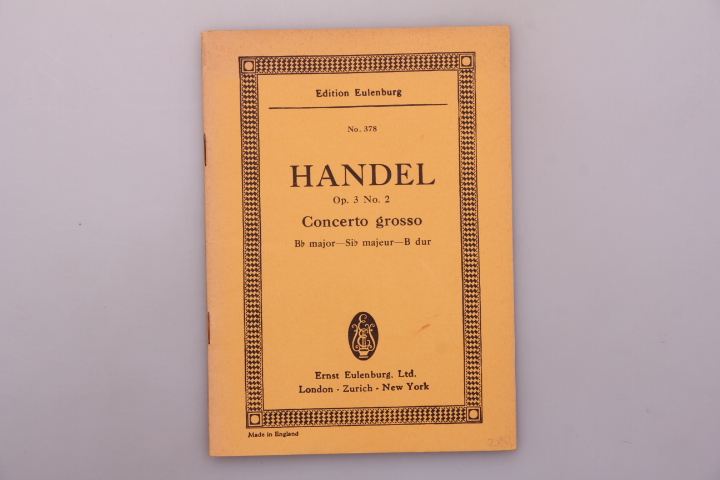 Edition Eulenburg
No. 378
HANDEL
Op. 3 No. 2
Concerto grosso
B♭ major—Si♭ majeur—B dur
Ernst Eulenburg, Ltd.
London - Zurich - New York
Made in England